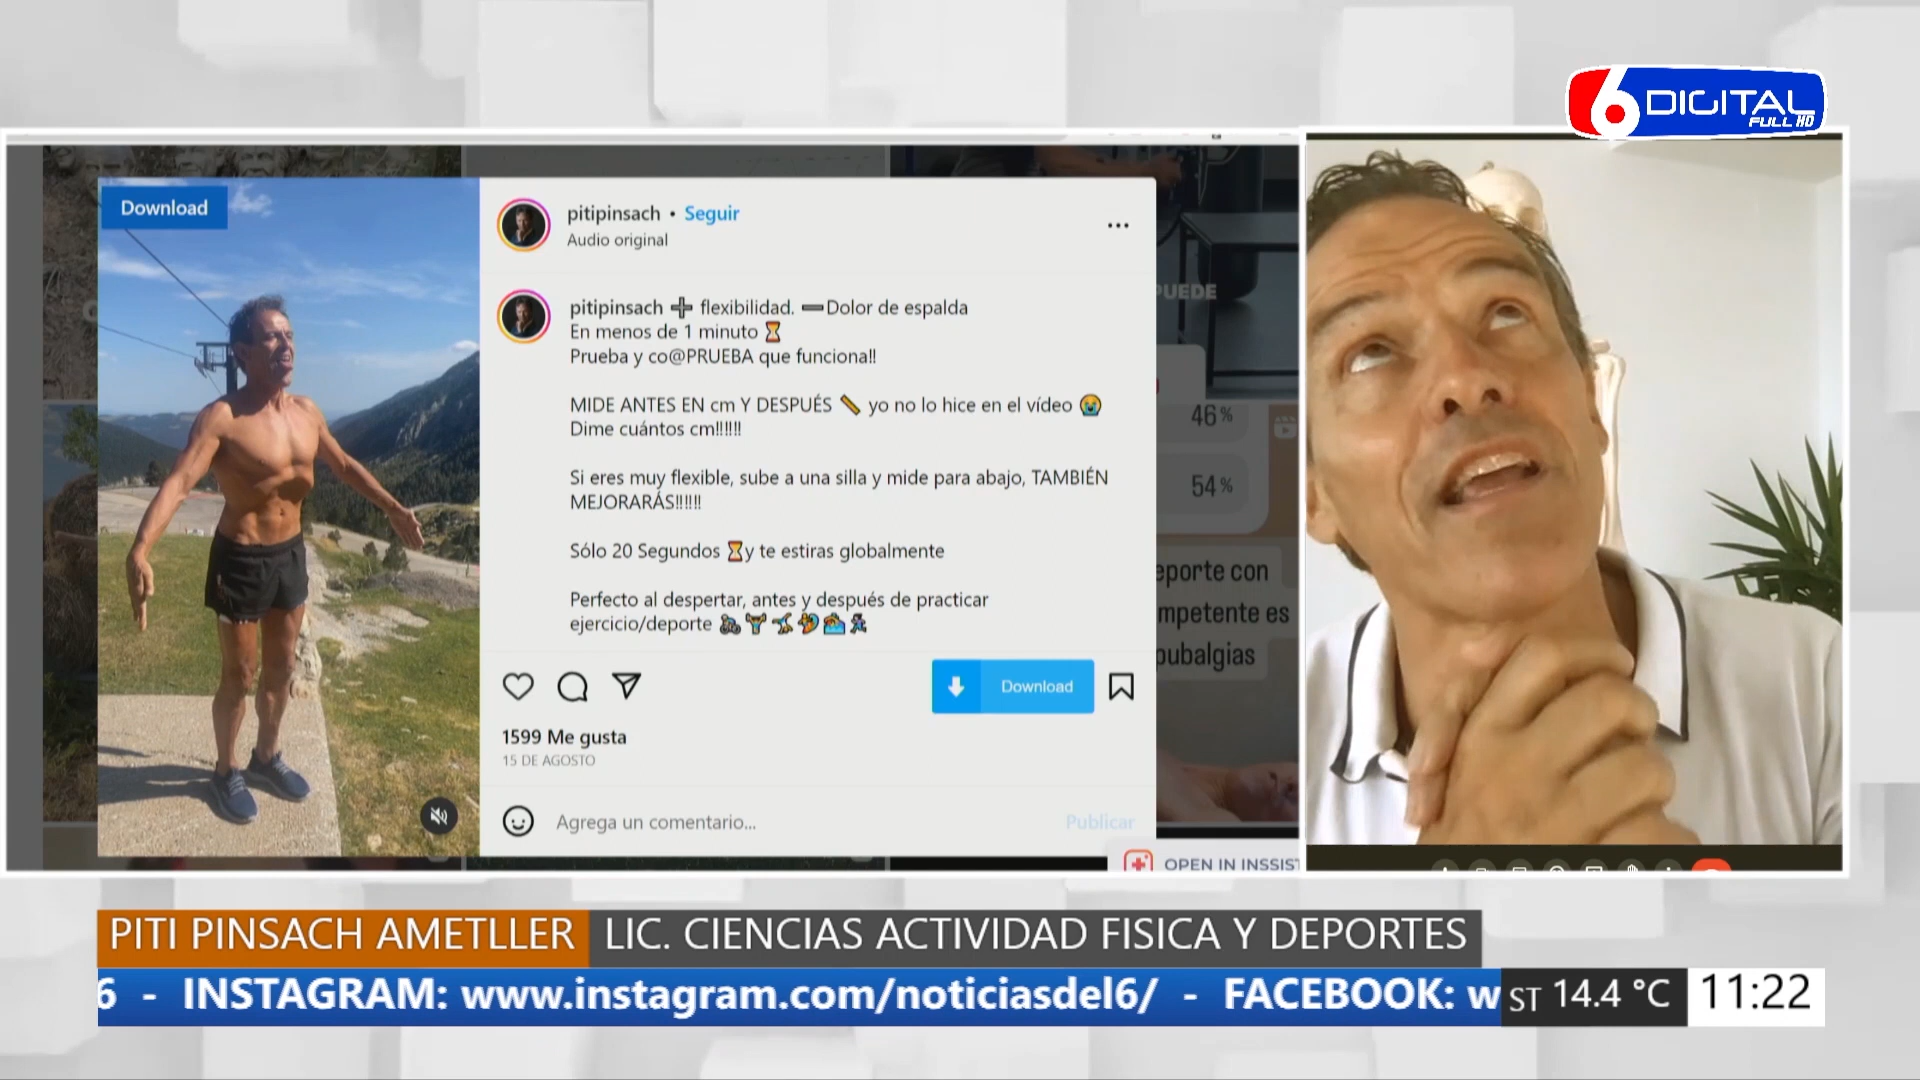 6 DIGITAL
FULL HD
Download
pitipinsach • Seguir
Audio original
pitipinsach ➕ flexibilidad. ➖Dolor de espalda
En menos de 1 minuto ⏳
Prueba y co@PRUEBA que funciona!!
MIDE ANTES EN cm Y DESPUÉS 📏 yo no lo hice en el vídeo 😭
Dime cuántos cm!!!!!!
Si eres muy flexible, sube a una silla y mide para abajo, TAMBIÉN
MEJORARÁS!!!!!!
Sólo 20 Segundos ⏳y te estiras globalmente
Perfecto al despertar, antes y después de practicar
ejercicio/deporte
Download
1599 Me gusta
15 DE AGOSTO
Agrega un comentario...
Publicar
PUEDE
46%
54%
eporte con
mpetente es
pubalgias
OPEN IN INSSIST
PITI PINSACH AMETLLER LIC. CIENCIAS ACTIVIDAD FISICA Y DEPORTES
6 - INSTAGRAM: www.instagram.com/noticiasdel6/ - FACEBOOK: w
ST 14.4 °C 11:22